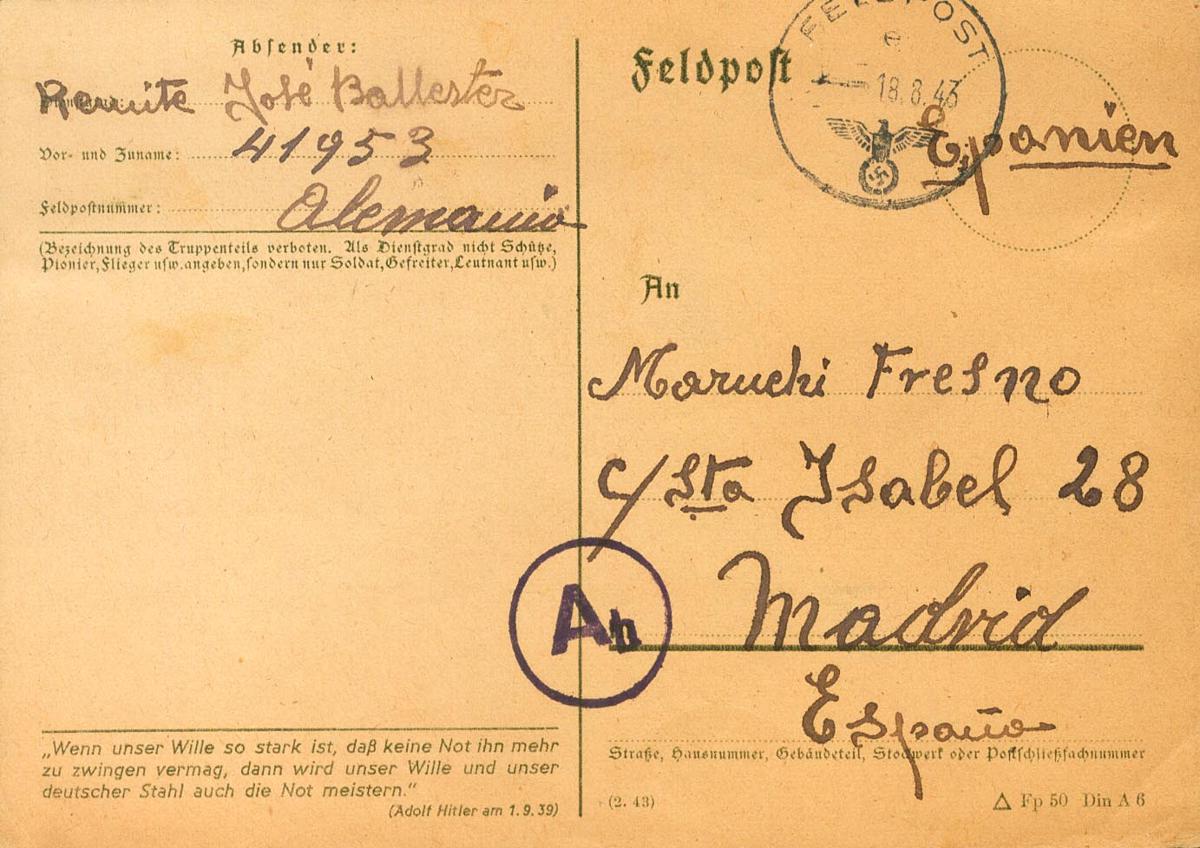 Absender:
Remite José Ballester
Vor- und Zuname: 41953
Feldpostnummer: Alemania
(Bezeichnung des Truppenteils verboten. Als Dienstgrad nicht Schütze,
Pionier, Flieger usw. angeben, sondern nur Soldat, Gefreiter, Leutnant usw.)
„Wenn unser Wille so stark ist, daß keine Not ihn mehr
zu zwingen vermag, dann wird unser Wille und unser
deutscher Stahl auch die Not meistern.“
(Adolf Hitler am 1.9.39)
Feldpost
FELDPOST
e
18.8.43
Espanien
An
Maruchi Fresno
c/ Sta Isabel 28
Madrid
España
Ab
Straße, Hausnummer, Gebäudeteil, Stockwerk oder Postschließfachnummer
(2. 43)
△ Fp 50 Din A 6